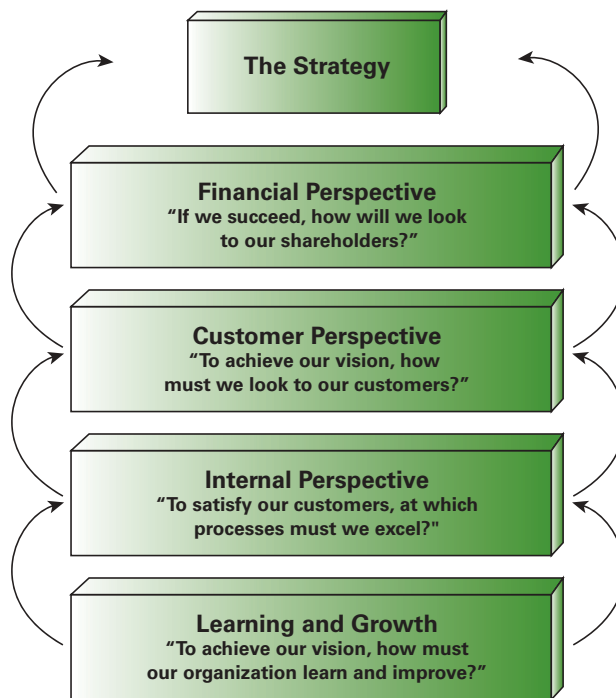 The Strategy
Financial Perspective
“If we succeed, how will we look
to our shareholders?”
Customer Perspective
“To achieve our vision, how
must we look to our customers?”
Internal Perspective
“To satisfy our customers, at which
processes must we excel?"
Learning and Growth
“To achieve our vision, how must
our organization learn and improve?”